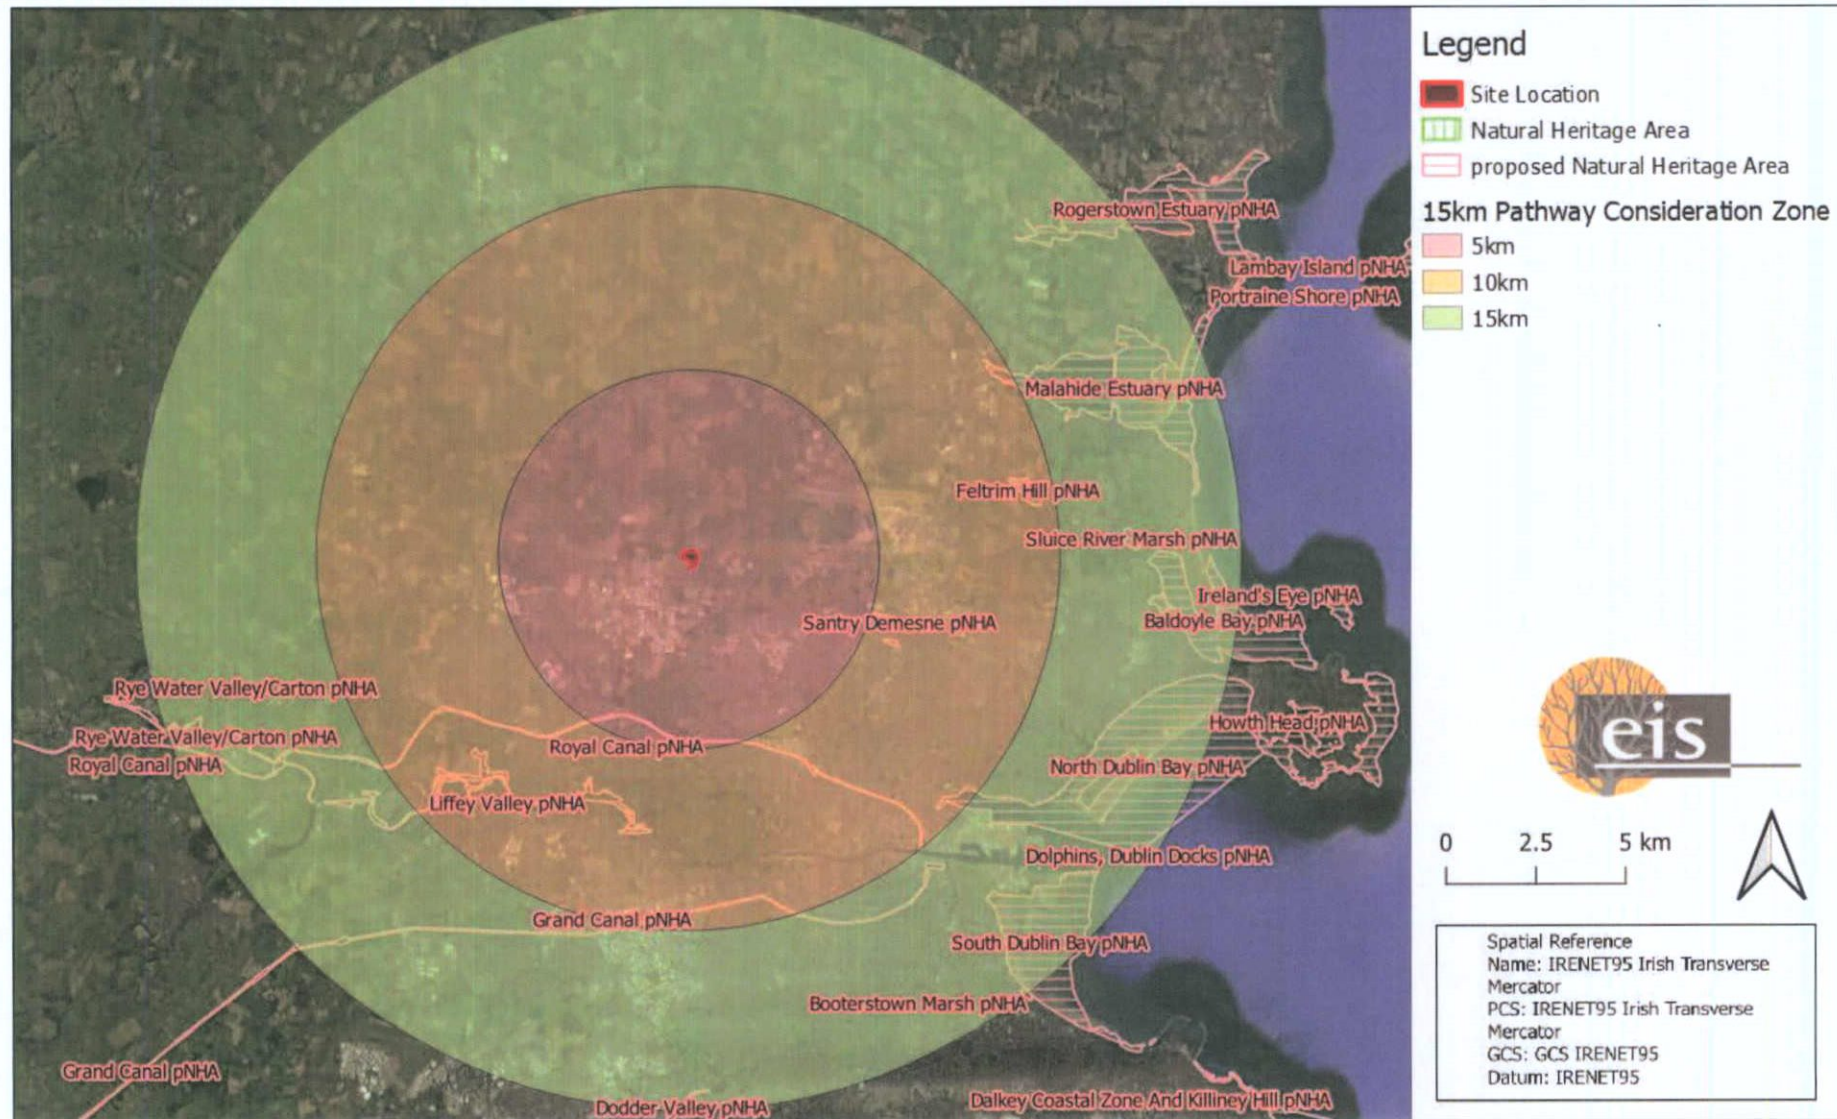 Legend
Site Location
Natural Heritage Area
proposed Natural Heritage Area
15km Pathway Consideration Zone
5km
10km
15km
Rogerstown Estuary pNHA
Lambay Island pNHA
Portraine Shore pNHA
Malahide Estuary pNHA
Feltrim Hill pNHA
Sluice River Marsh pNHA
Ireland's Eye pNHA
Baldoyle Bay pNHA
Santry Demesne pNHA
Rye Water Valley/Carton pNHA
Howth Head pNHA
Rye Water Valley/Carton pNHA
Royal Canal pNHA
Royal Canal pNHA
North Dublin Bay pNHA
Liffey Valley pNHA
Dolphins, Dublin Docks pNHA
Grand Canal pNHA
South Dublin Bay pNHA
Booterstown Marsh pNHA
Grand Canal pNHA
Dodder Valley pNHA
Dalkey Coastal Zone And Killiney Hill pNHA
eis
0 2.5 5 km
Spatial Reference
Name: IRENET95 Irish Transverse
Mercator
PCS: IRENET95 Irish Transverse
Mercator
GCS: GCS IRENET95
Datum: IRENET95